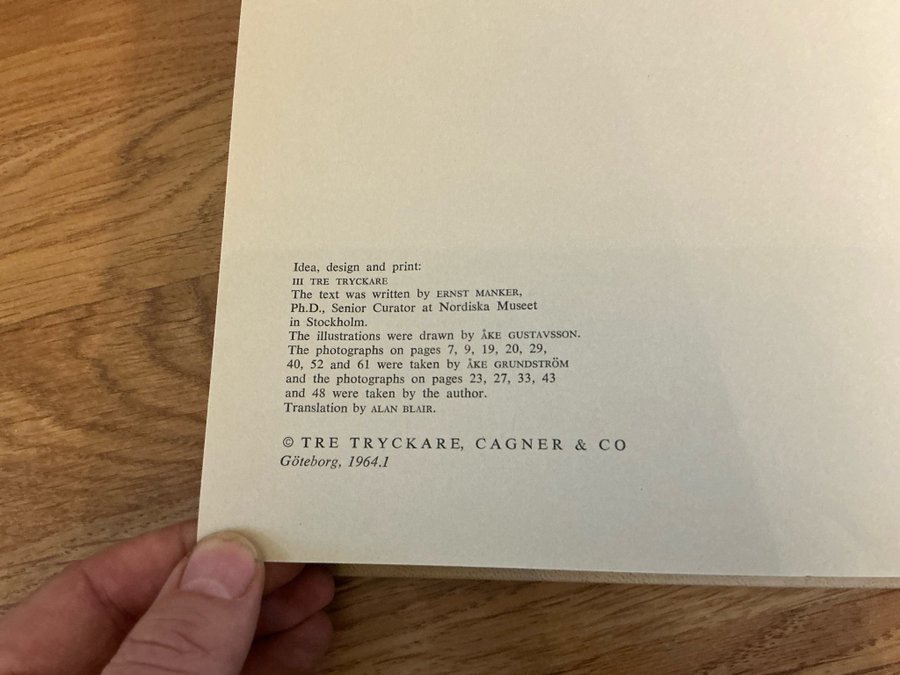 Idea, design and print:
III TRE TRYCKARE
The text was written by ERNST MANKER,
Ph.D., Senior Curator at Nordiska Museet
in Stockholm.
The illustrations were drawn by ÅKE GUSTAVSSON.
The photographs on pages 7, 9, 19, 20, 29,
40, 52 and 61 were taken by ÅKE GRUNDSTRÖM
and the photographs on pages 23, 27, 33, 43
and 48 were taken by the author.
Translation by ALAN BLAIR.
© TRE TRYCKARE, CAGNER & CO
Göteborg, 1964.1